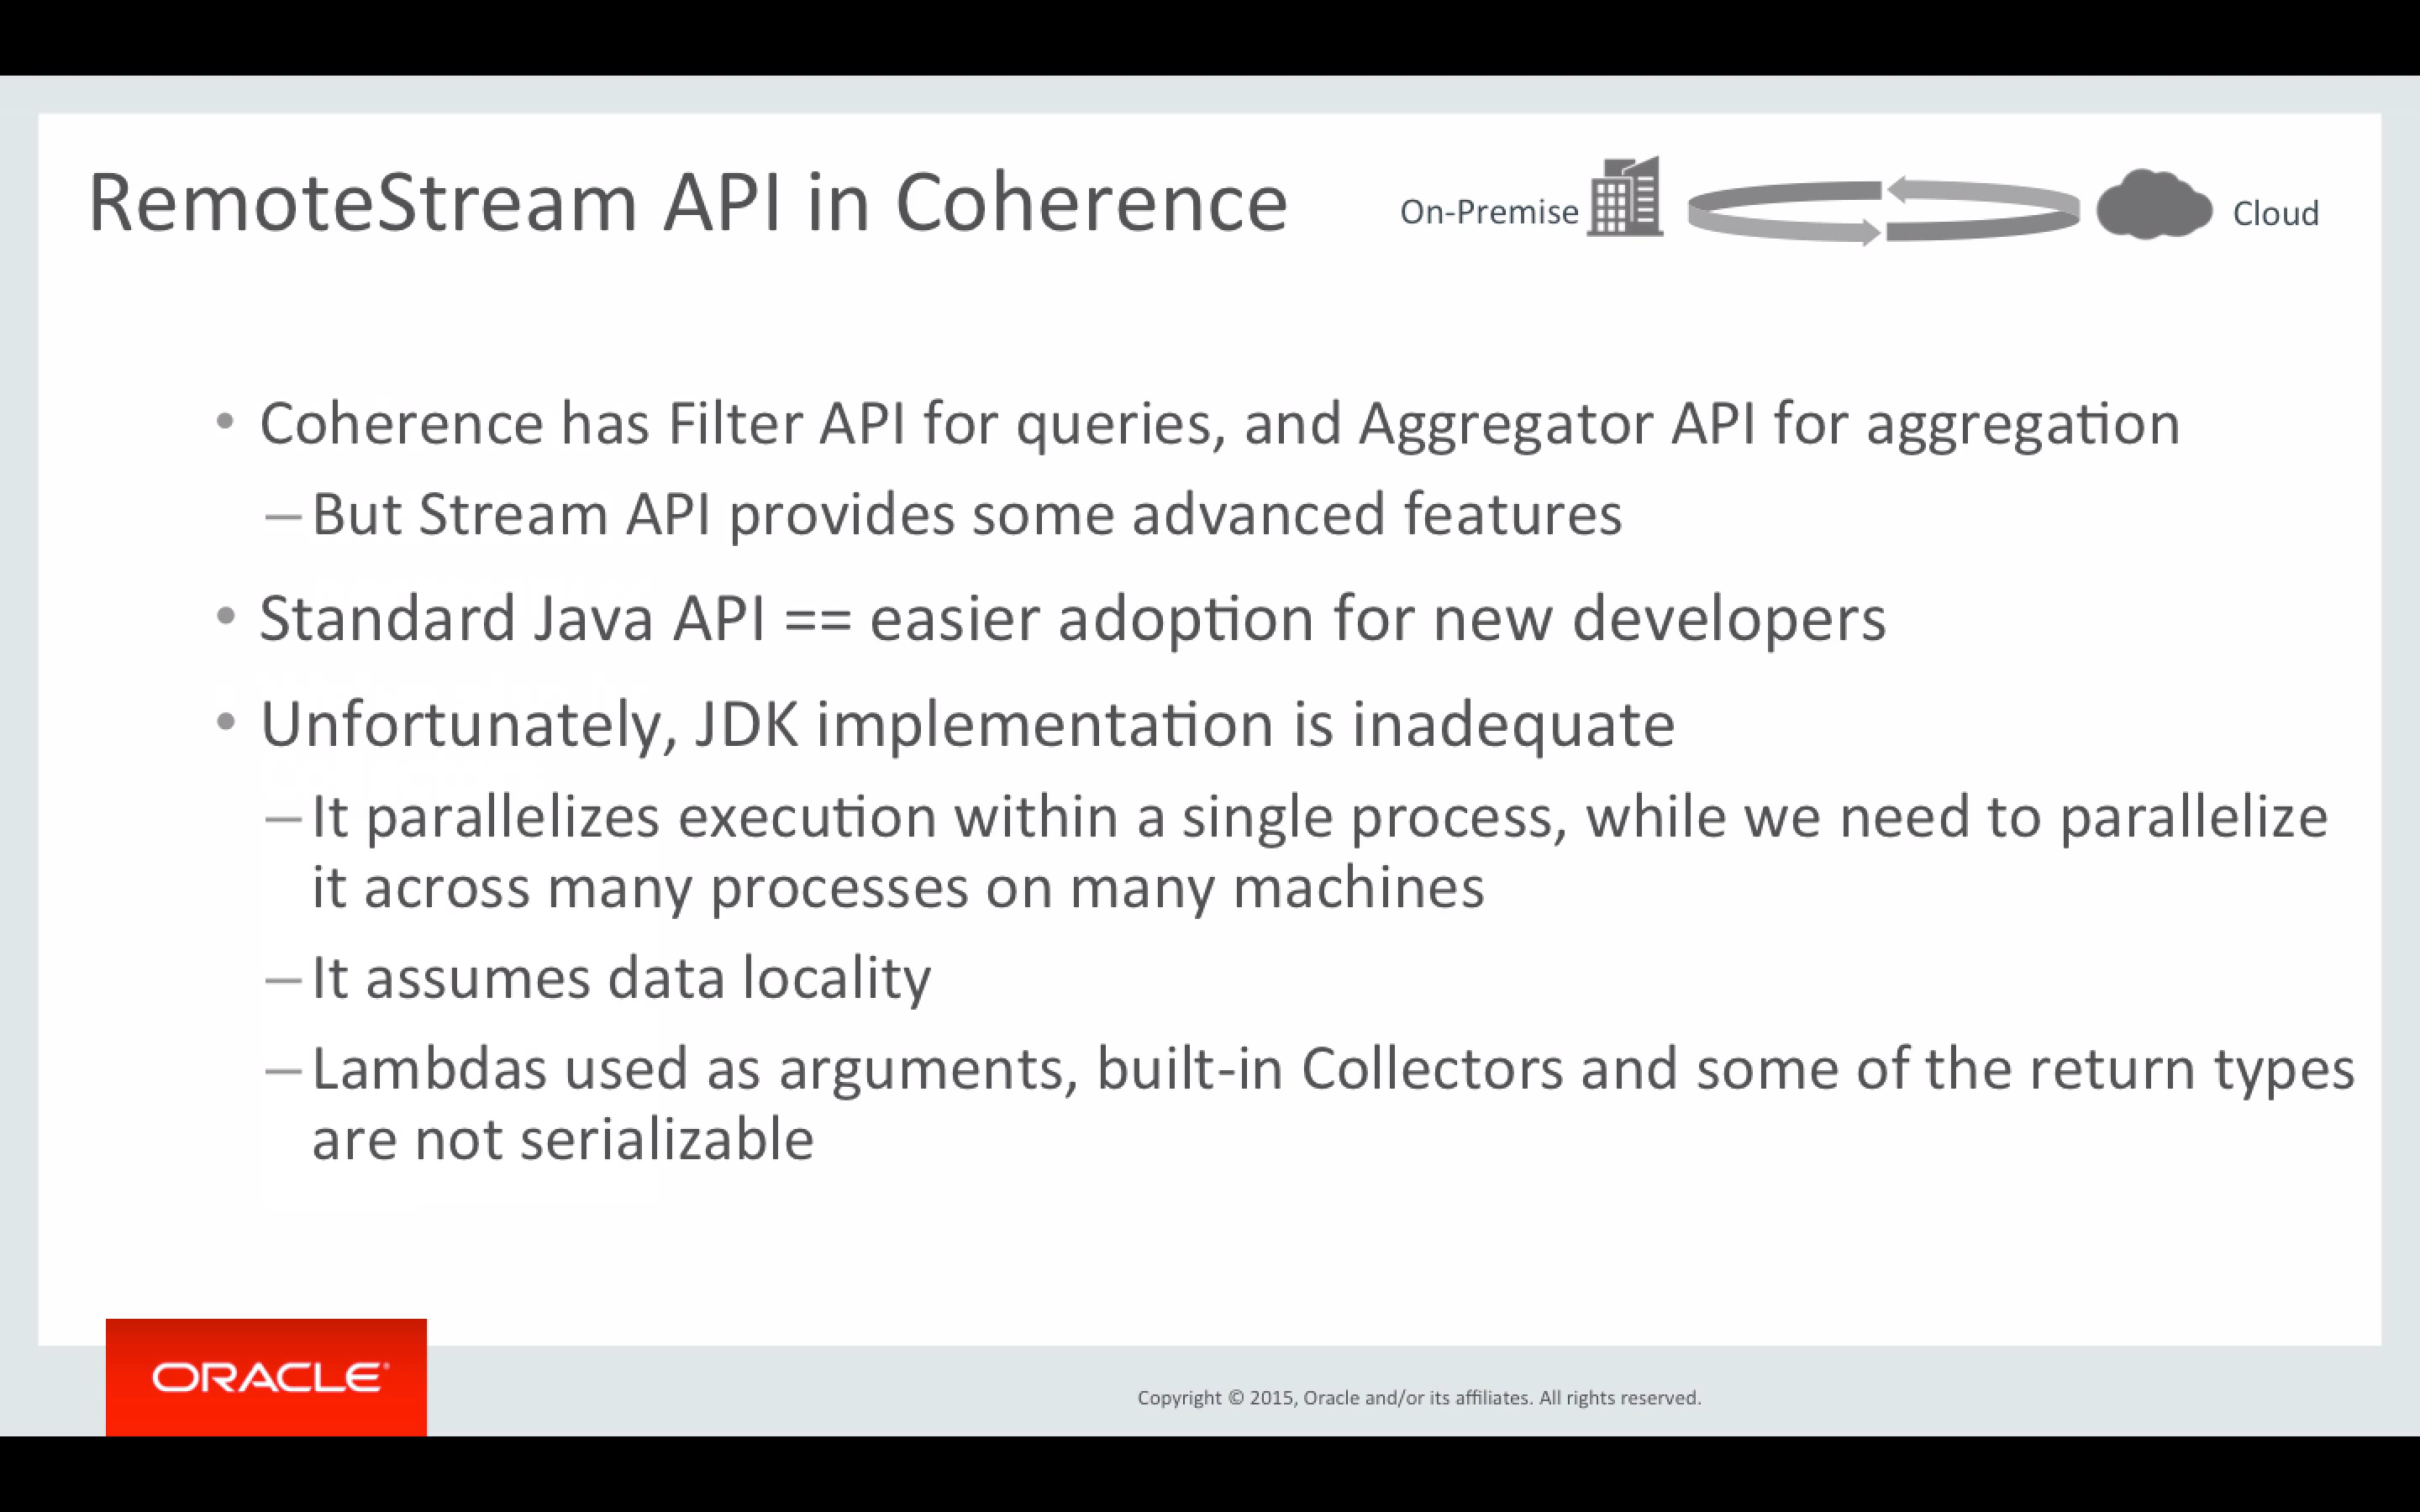 RemoteStream API in Coherence
On-Premise
Cloud
• Coherence has Filter API for queries, and Aggregator API for aggregation
– But Stream API provides some advanced features
• Standard Java API == easier adoption for new developers
• Unfortunately, JDK implementation is inadequate
– It parallelizes execution within a single process, while we need to parallelize
it across many processes on many machines
– It assumes data locality
– Lambdas used as arguments, built-in Collectors and some of the return types
are not serializable
ORACLE®
Copyright © 2015, Oracle and/or its affiliates. All rights reserved.